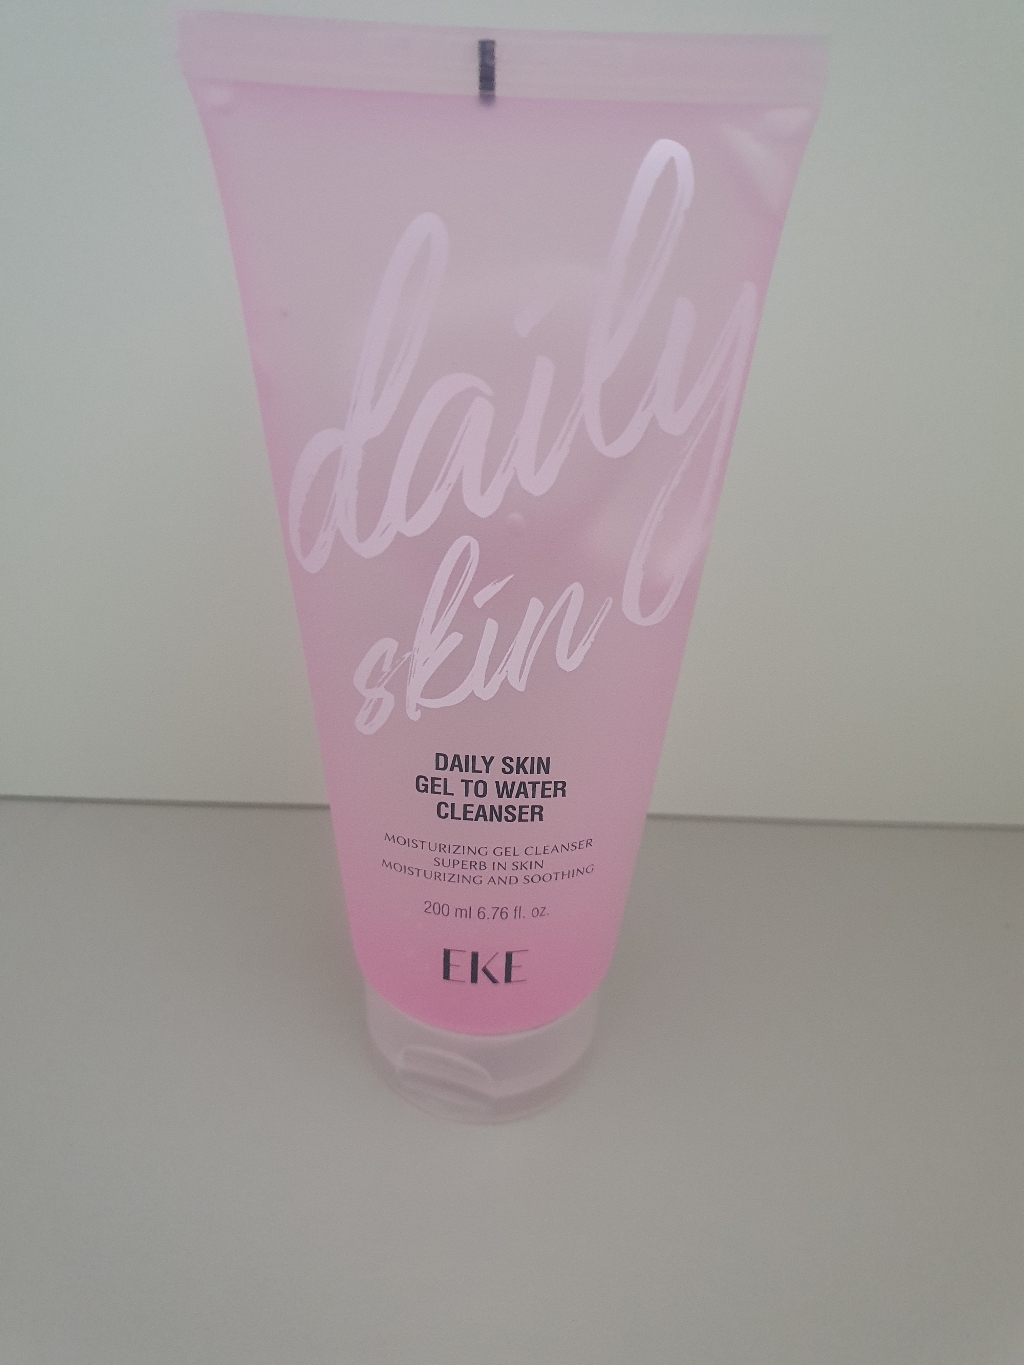 daily
skin
DAILY SKIN
GEL TO WATER
CLEANSER
MOISTURIZING GEL CLEANSER
SUPERB IN SKIN
MOISTURIZING AND SOOTHING
200 ml 6.76 fl. oz.
EKE